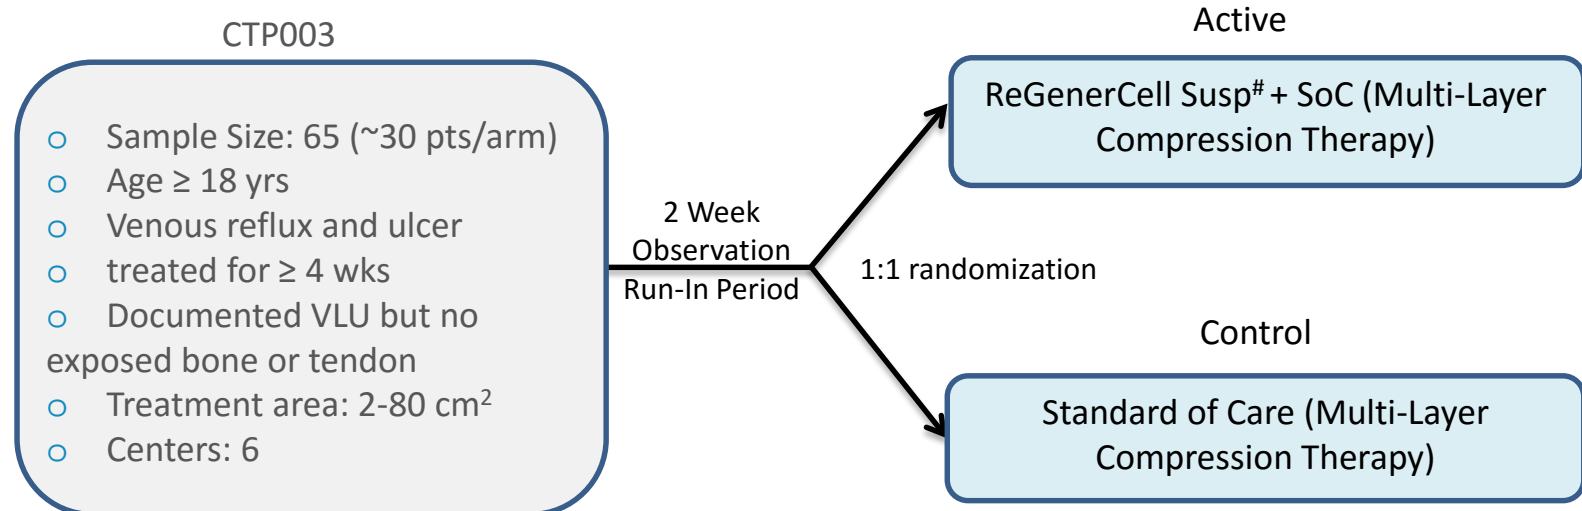 CTP003
o Sample Size: 65 (~30 pts/arm)
o Age ≥ 18 yrs
o Venous reflux and ulcer
o treated for ≥ 4 wks
o Documented VLU but no
exposed bone or tendon
o Treatment area: 2-80 cm²
o Centers: 6
2 Week
Observation
Run-In Period
1:1 randomization
Active
ReGenerCell Susp# + SoC (Multi-Layer
Compression Therapy)
Control
Standard of Care (Multi-Layer
Compression Therapy)